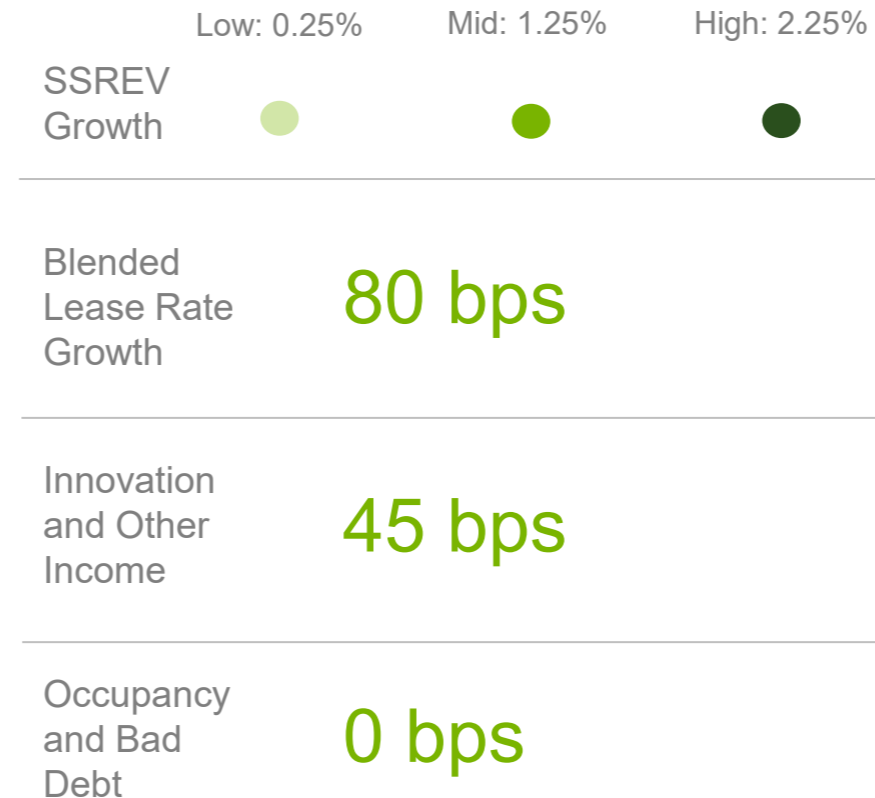 Low: 0.25% Mid: 1.25% High: 2.25%
SSREV
Growth
Blended
Lease Rate
Growth
80 bps
Innovation
and Other
Income
45 bps
Occupancy
and Bad
Debt
0 bps